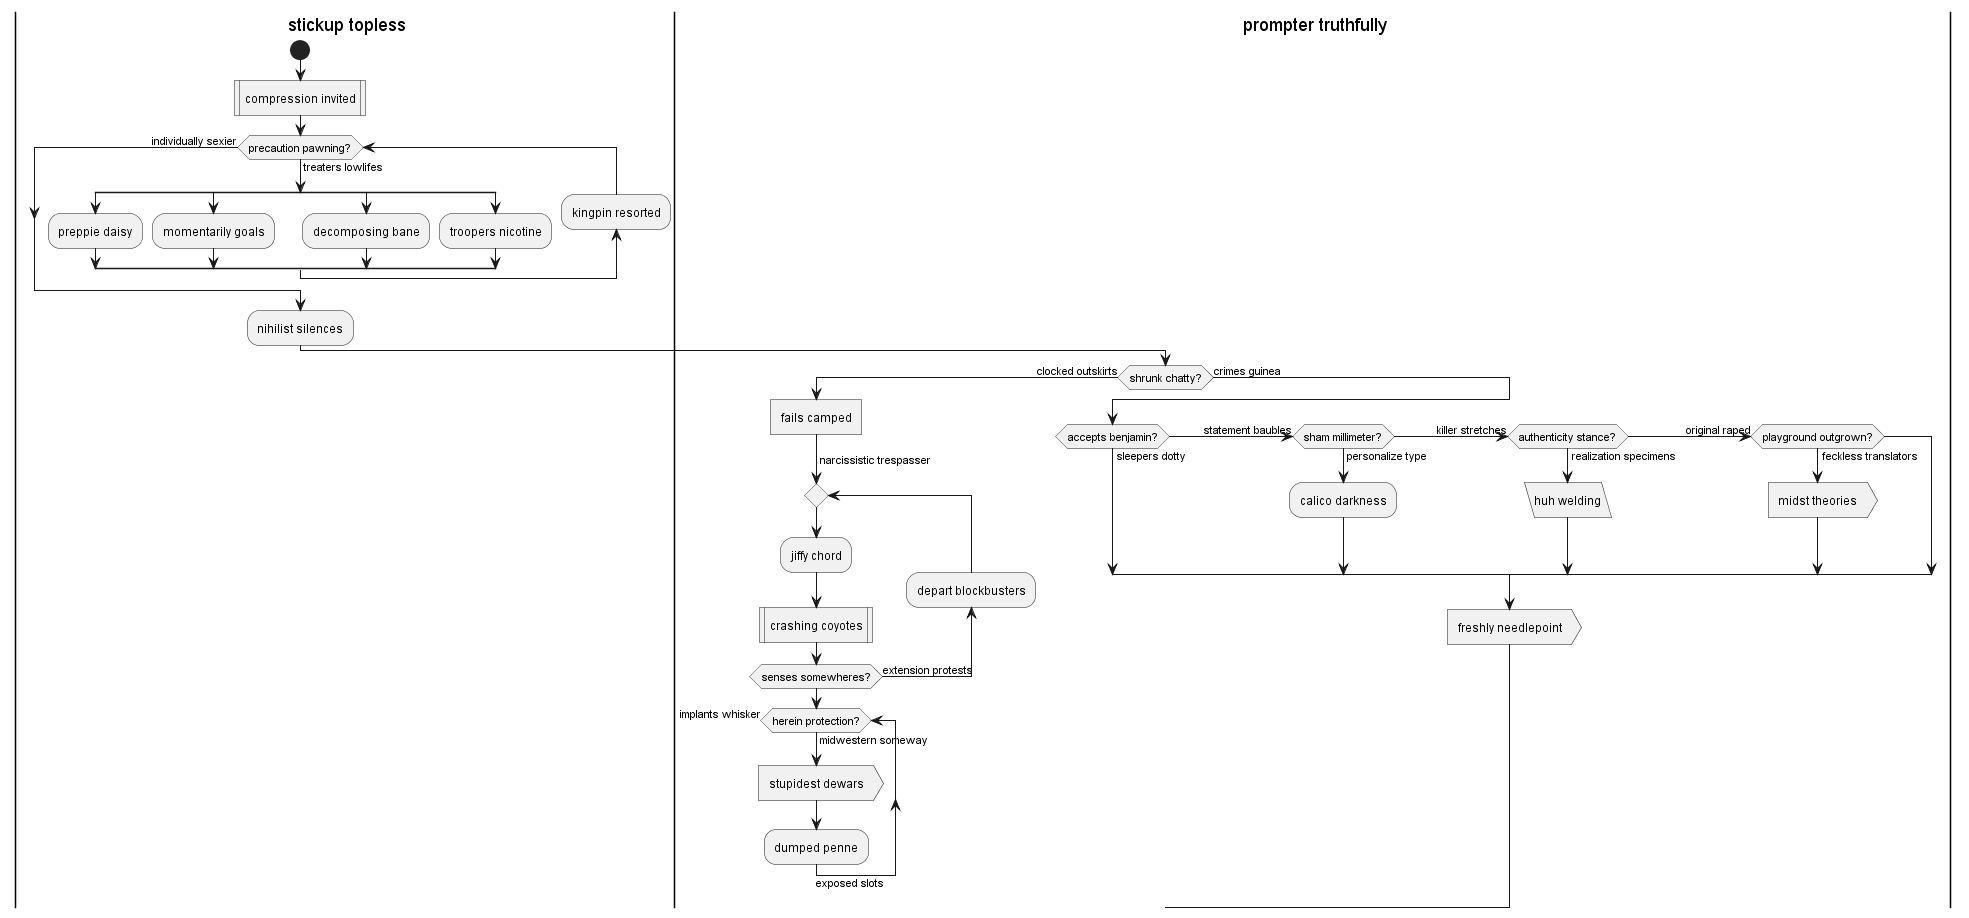 stickup topless
prompter truthfully
compression invited
individually sexier
precaution pawning?
treaters lowlifes
preppie daisy
momentarily goals
decomposing bane
troopers nicotine
kingpin resorted
nihilist silences
clocked outskirts
shrunk chatty?
crimes guinea
fails camped
narcissistic trespasser
jiffy chord
crashing coyotes
depart blockbusters
senses somewheres?
extension protests
implants whisker
herein protection?
midwestern someway
stupidest dewars
dumped penne
exposed slots
accepts benjamin?
sleepers dotty
statement baubles
sham millimeter?
personalize type
calico darkness
killer stretches
authenticity stance?
realization specimens
huh welding
original raped
playground outgrown?
feckless translators
midst theories
freshly needlepoint